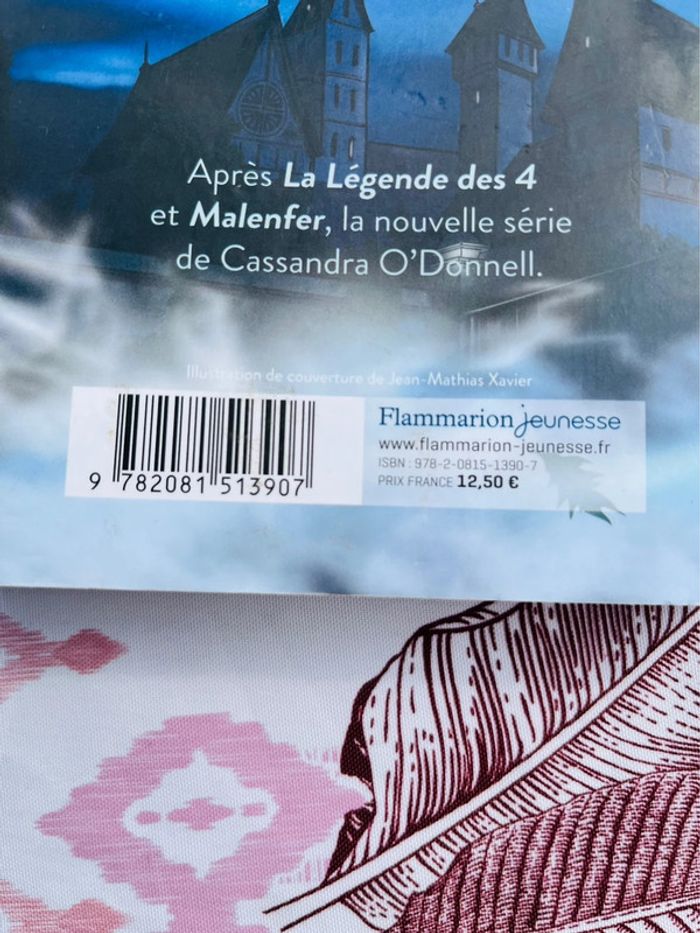 Après La Légende des 4
et Malenfer, la nouvelle série
de Cassandra O'Donnell.
Illustration de couverture de Jean-Mathias Xavier
Flammarion jeunesse
www.flammarion-jeunesse.fr
ISBN : 978-2-0815-1390-7
PRIX FRANCE 12,50 €
9 782081 513907